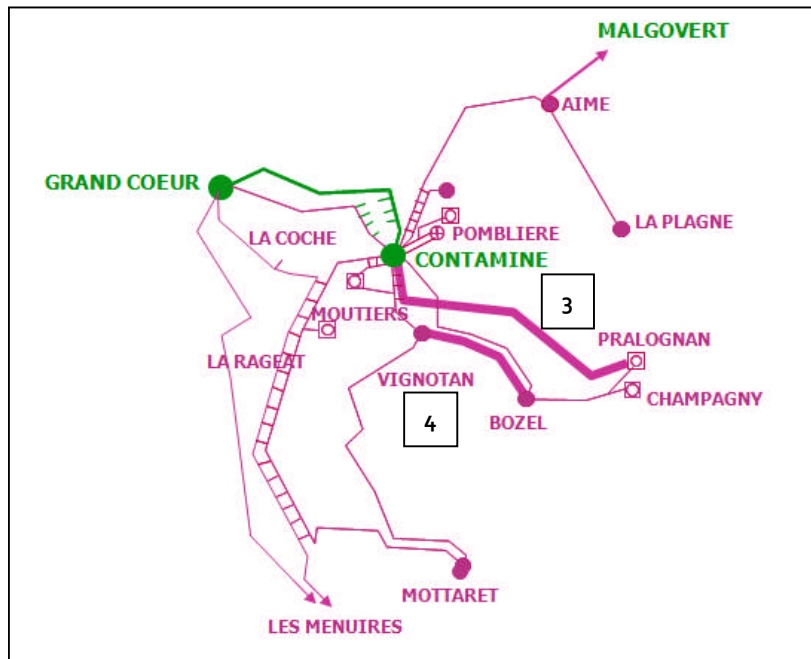 MALGOVERT
AIME
GRAND COEUR
LA PLAGNE
LA COCHE
POMBLIERE
CONTAMINE
3
MOUTIERS
PRALOGNAN
LA RAGEAT
VIGNOTAN
CHAMPAGNY
4
BOZEL
MOTTARET
LES MENUIRES